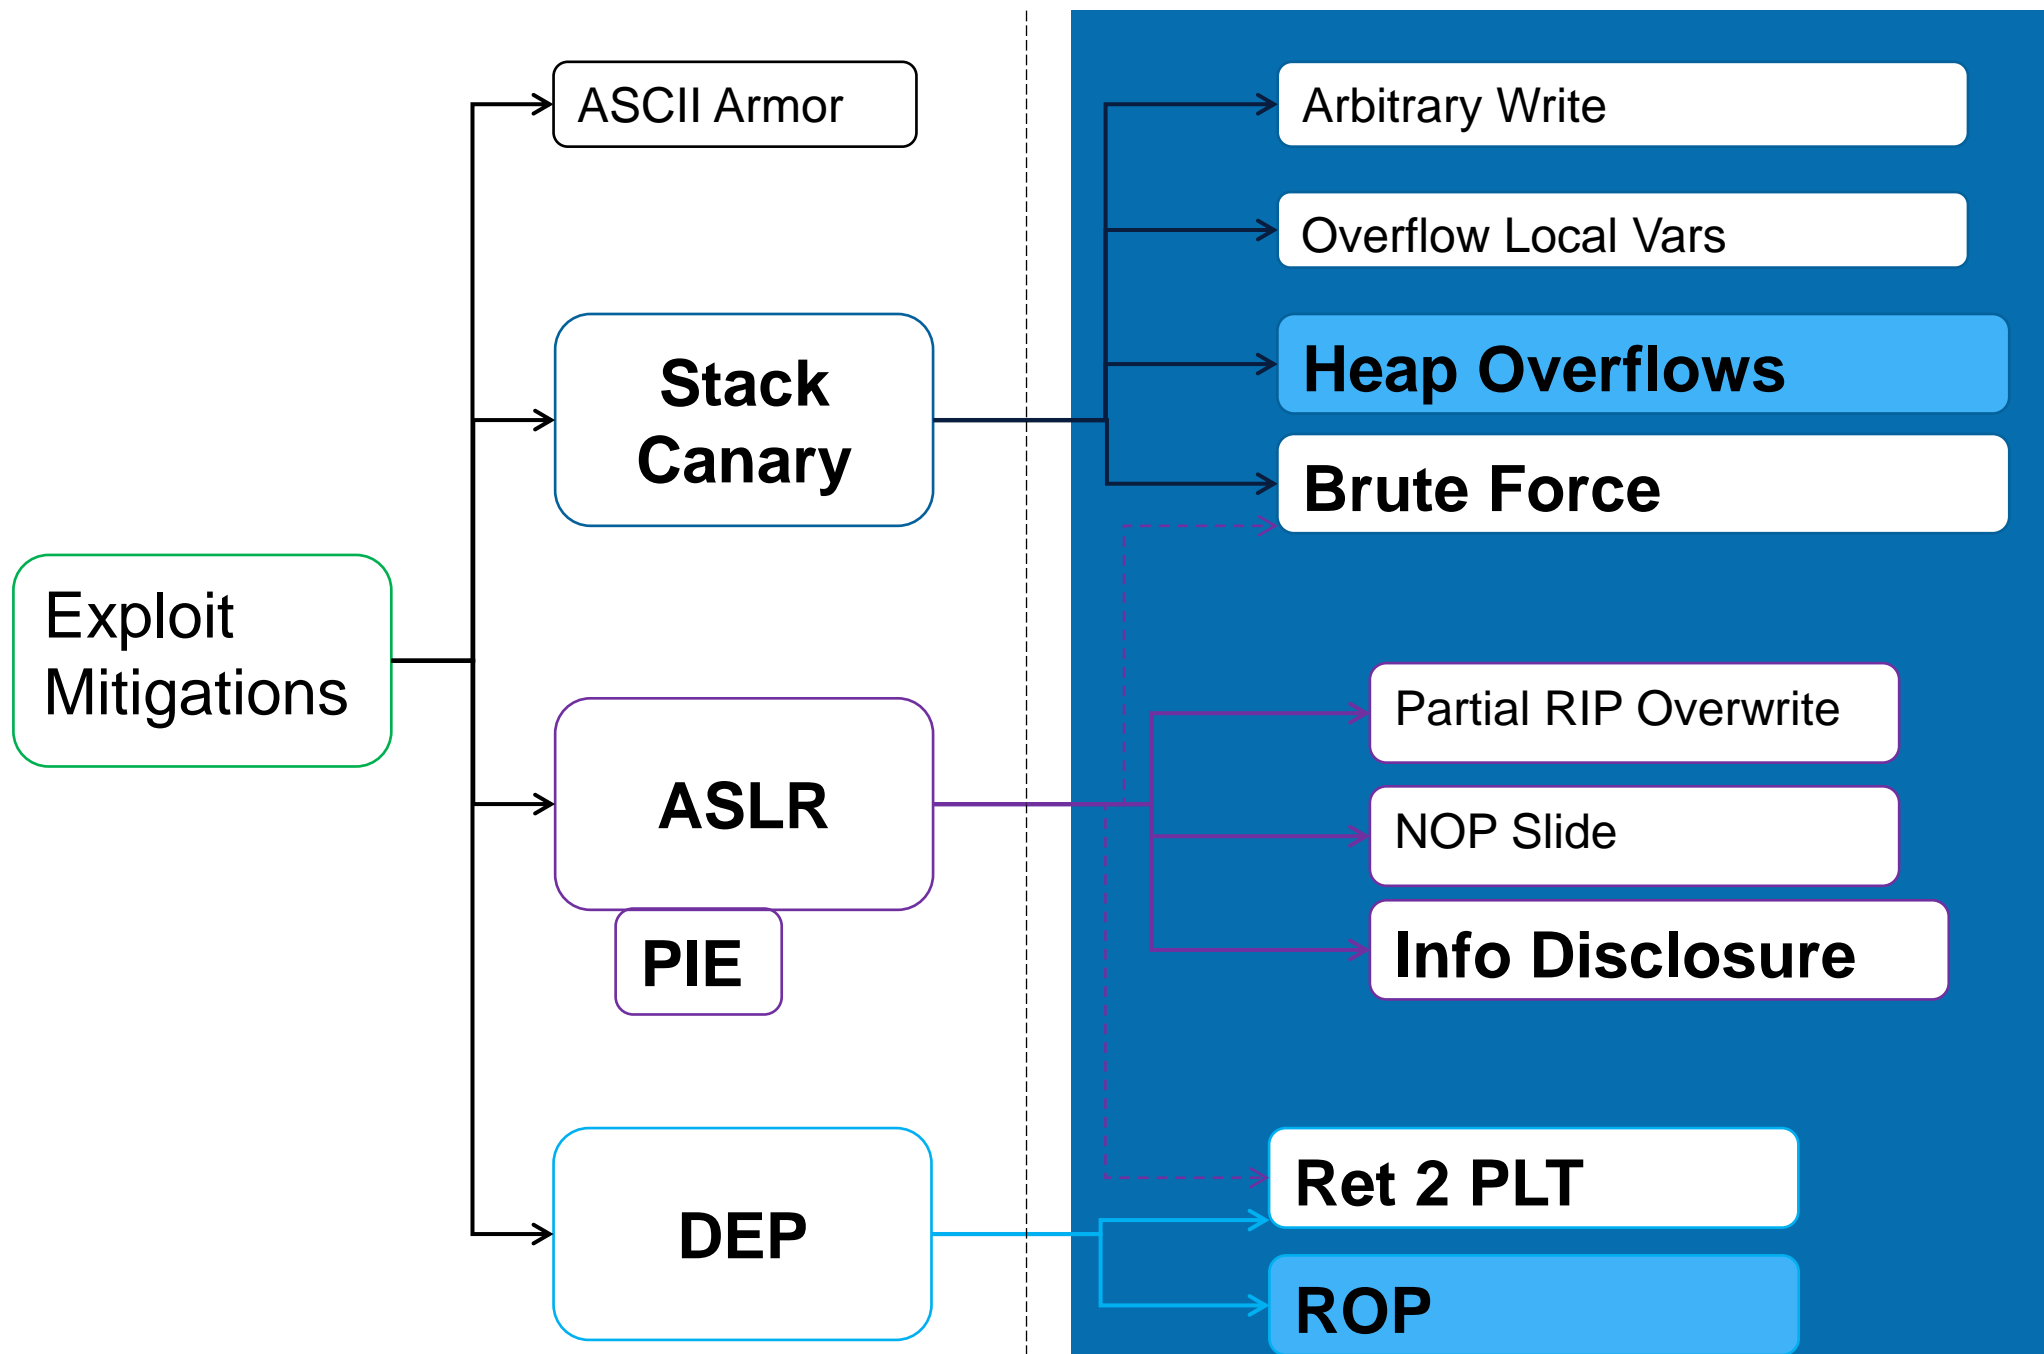 ASCII Armor
Arbitrary Write
Overflow Local Vars
Stack
Canary
Heap Overflows
Brute Force
Exploit
Mitigations
ASLR
PIE
Partial RIP Overwrite
NOP Slide
Info Disclosure
DEP
Ret 2 PLT
ROP